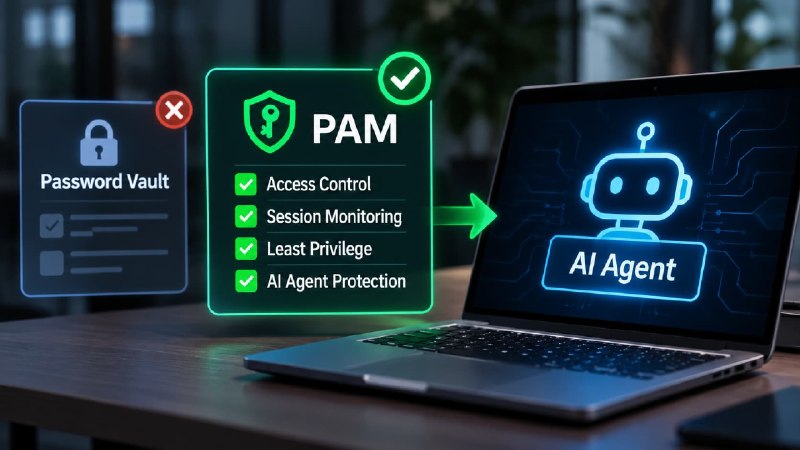 Password Vault
PAM
Access Control
Session Monitoring
Least Privilege
AI Agent Protection
AI Agent